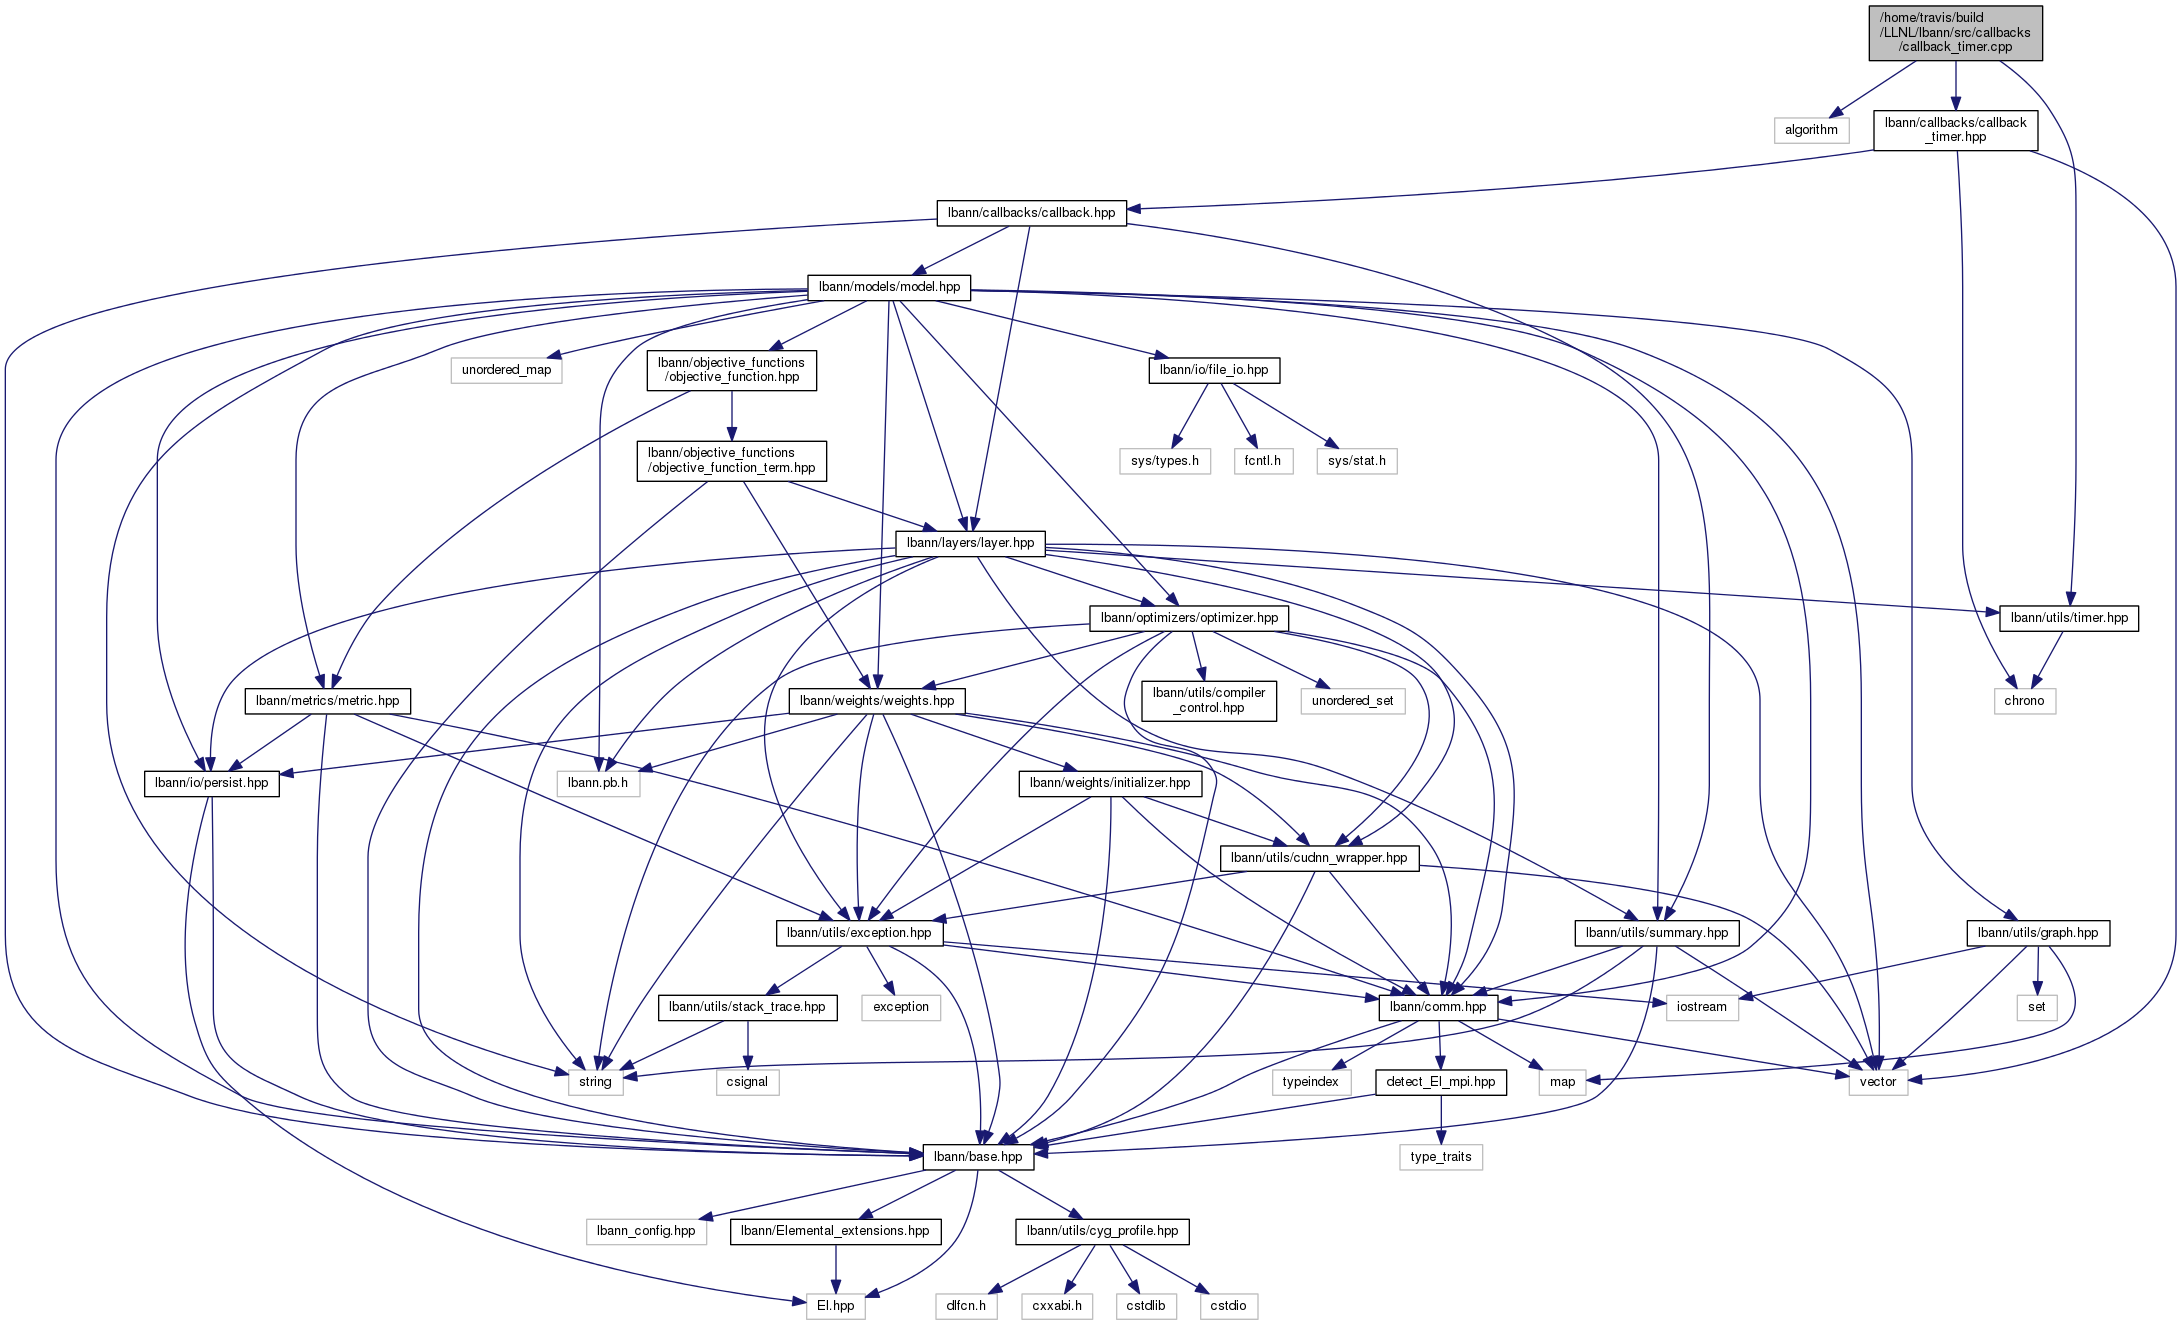 /home/travis/build
/LLNL/lbann/src/callbacks
/callback_timer.cpp
algorithm
lbann/callbacks/callback
_timer.hpp
lbann/callbacks/callback.hpp
lbann/models/model.hpp
unordered_map
lbann/objective_functions
/objective_function.hpp
lbann/io/file_io.hpp
lbann/objective_functions
/objective_function_term.hpp
sys/types.h
fcntl.h
sys/stat.h
lbann/layers/layer.hpp
lbann/optimizers/optimizer.hpp
lbann/utils/timer.hpp
lbann/metrics/metric.hpp
lbann/weights/weights.hpp
lbann/utils/compiler
_control.hpp
unordered_set
chrono
lbann/io/persist.hpp
lbann.pb.h
lbann/weights/initializer.hpp
lbann/utils/cudnn_wrapper.hpp
lbann/utils/exception.hpp
lbann/utils/summary.hpp
lbann/utils/graph.hpp
lbann/utils/stack_trace.hpp
exception
lbann/comm.hpp
iostream
set
string
csignal
typeindex
detect_El_mpi.hpp
map
vector
lbann/base.hpp
type_traits
lbann_config.hpp
lbann/Elemental_extensions.hpp
lbann/utils/cyg_profile.hpp
El.hpp
dlfcn.h
cxxabi.h
cstdlib
cstdio